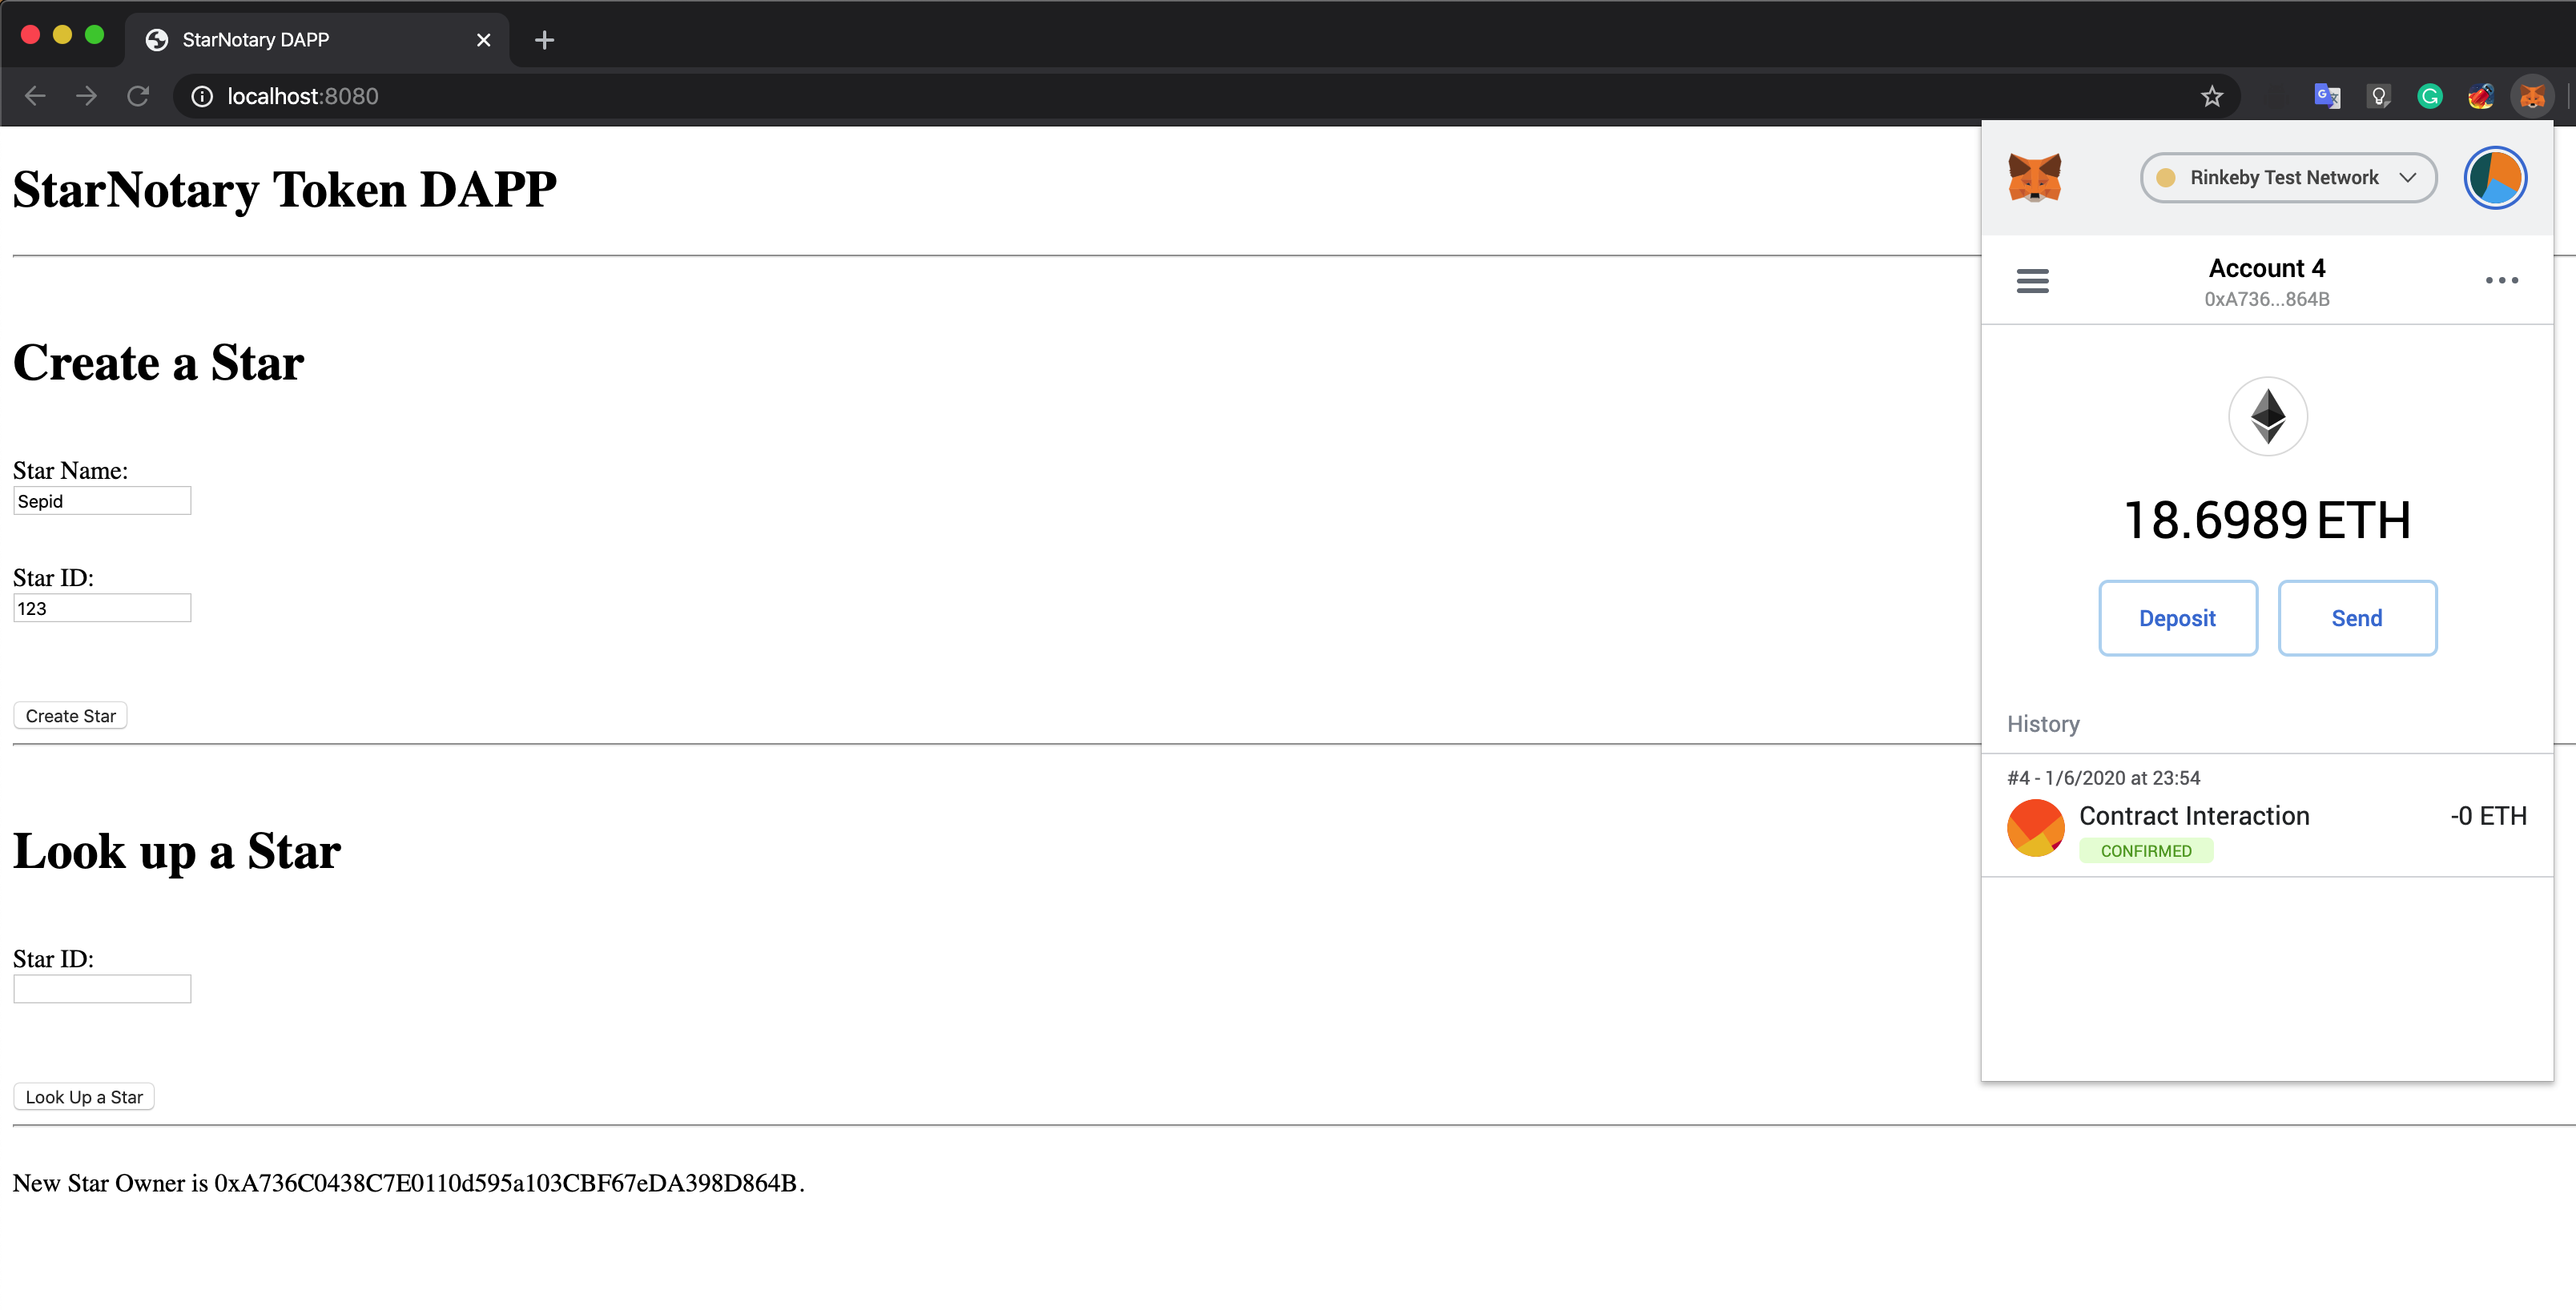 StarNotary DAPP
localhost:8080
StarNotary Token DAPP
Create a Star
Star Name:
Sepid
Star ID:
123
Create Star
Look up a Star
Star ID:
Look Up a Star
New Star Owner is 0xA736C0438C7E0110d595a103CBF67eDA398D864B.
Rinkeby Test Network
Account 4
0xA736...864B
18.6989 ETH
Deposit
Send
History
#4 - 1/6/2020 at 23:54
Contract Interaction
-0 ETH
CONFIRMED